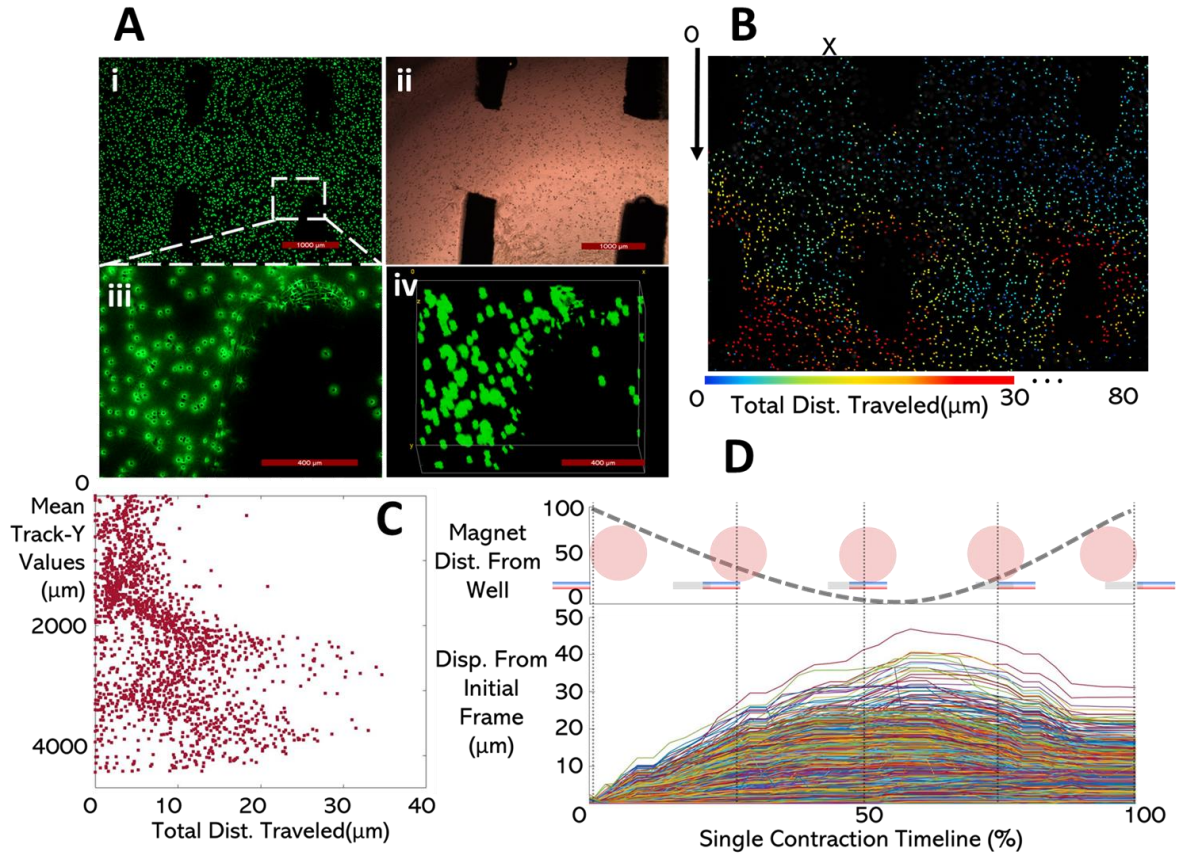 A
B
O
X
i
ii
1000 µm
1000 µm
iii
iv
0
x
z
y
400 µm
400 µm
0
Total Dist. Traveled(µm)
30
...
80
C
0
Mean
Track-Y
Values
(µm)
2000
4000
0
10
20
30
40
Total Dist. Traveled(µm)
D
Magnet
Dist. From
Well
100
50
0
Disp. From
Initial
Frame
(µm)
50
40
30
20
10
0
50
100
Single Contraction Timeline (%)